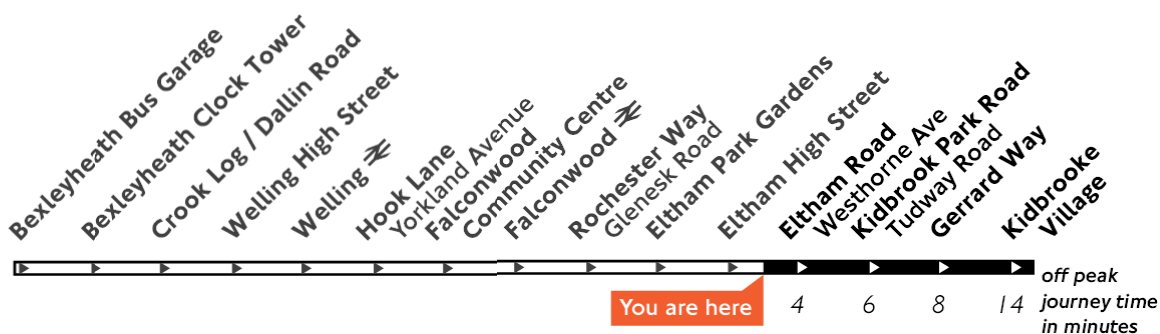 Bexleyheath Bus Garage
Bexleyheath Clock Tower
Crook Log / Dallin Road
Welling High Street
Welling
Hook Lane
Yorkland Avenue
Falconwood
Community Centre
Falconwood
Rochester Way
Glenesk Road
Eltham Park Gardens
Eltham High Street
Eltham Road
Westhorne Ave
Kidbrook Park Road
Tudway Road
Gerrard Way
Kidbrooke
Village
You are here
4 6 8 14
off peak
journey time
in minutes